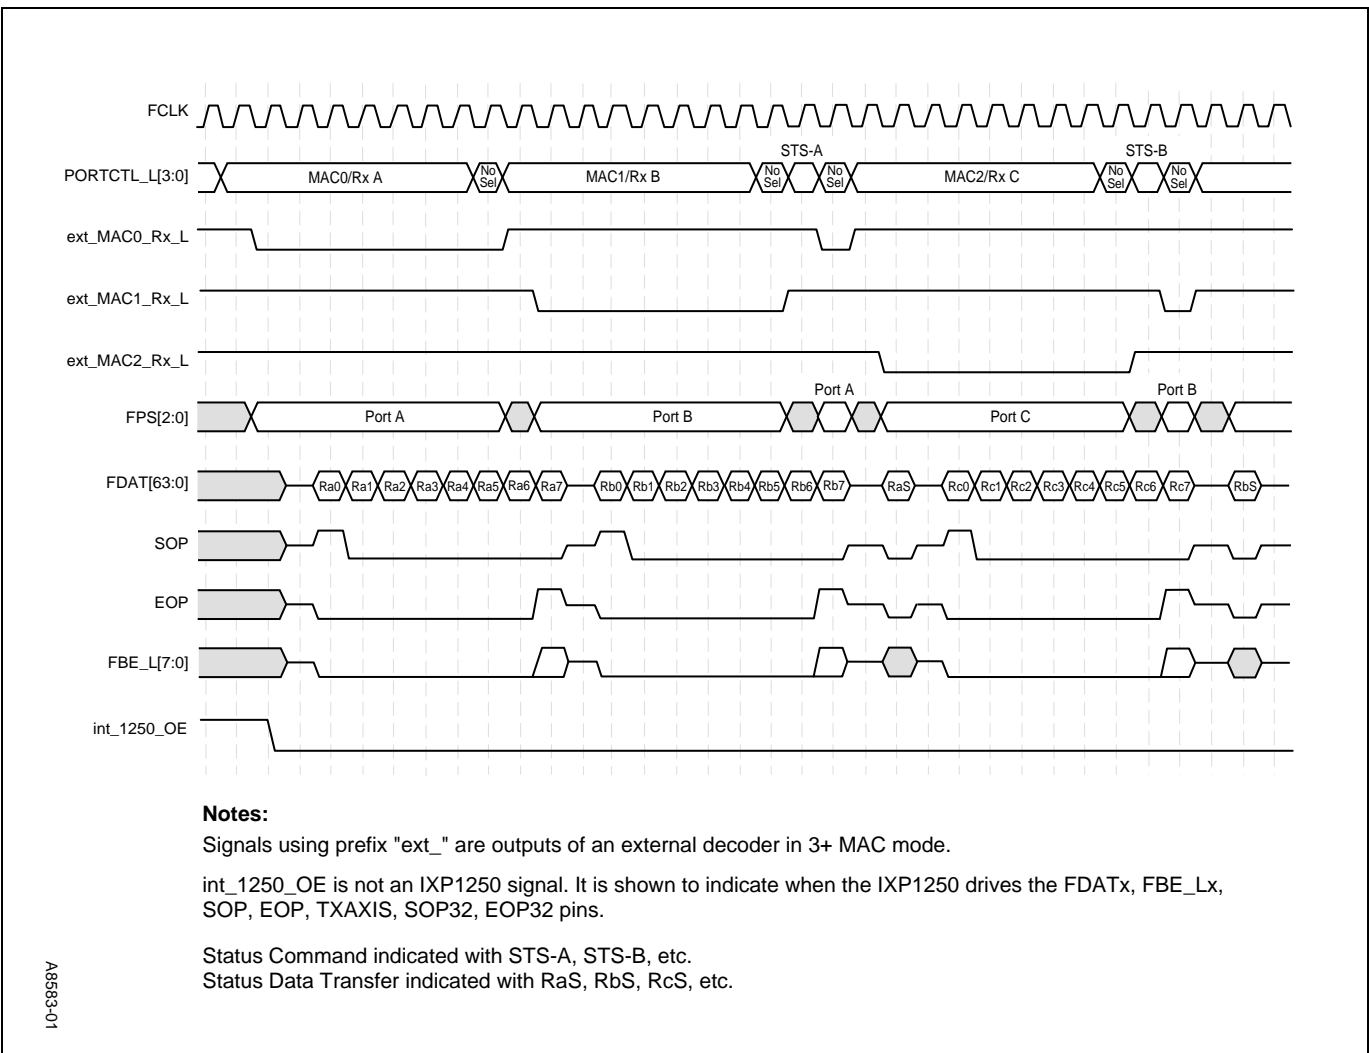 FCLK
STS-A
STS-B
PORTCTL_L[3:0]
MAC0/Rx A
No Sel
MAC1/Rx B
No Sel
No Sel
MAC2/Rx C
No Sel
No Sel
ext_MAC0_Rx_L
ext_MAC1_Rx_L
ext_MAC2_Rx_L
Port A
Port B
FPS[2:0]
Port A
Port B
Port C
FDAT[63:0]
Ra0 Ra1 Ra2 Ra3 Ra4 Ra5 Ra6 Ra7 Rb0 Rb1 Rb2 Rb3 Rb4 Rb5 Rb6 Rb7 RaS Rc0 Rc1 Rc2 Rc3 Rc4 Rc5 Rc6 Rc7 RbS
SOP
EOP
FBE_L[7:0]
int_1250_OE
Notes:
Signals using prefix "ext_" are outputs of an external decoder in 3+ MAC mode.
int_1250_OE is not an IXP1250 signal. It is shown to indicate when the IXP1250 drives the FDATx, FBE_Lx,
SOP, EOP, TXAXIS, SOP32, EOP32 pins.
Status Command indicated with STS-A, STS-B, etc.
Status Data Transfer indicated with RaS, RbS, RcS, etc.
A8583-01